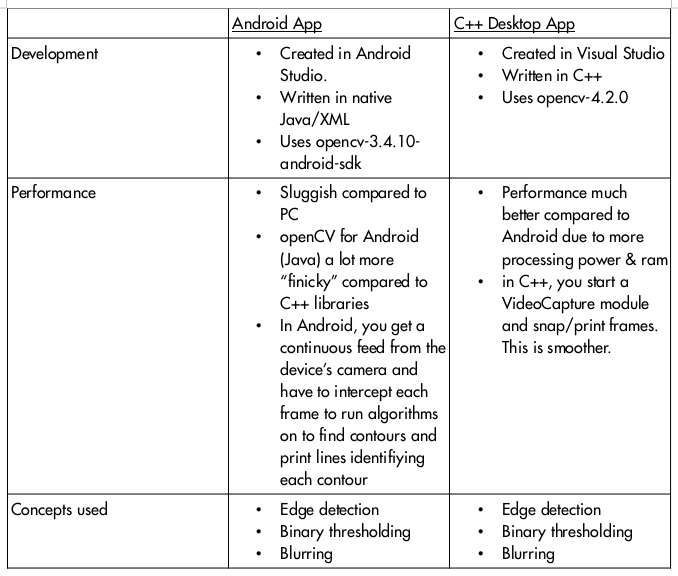 Android App
C++ Desktop App
Development
• Created in Android
Studio.
• Written in native
Java/XML
• Uses opencv-3.4.10-
android-sdk
• Created in Visual Studio
• Written in C++
• Uses opencv-4.2.0
Performance
• Sluggish compared to
PC
• openCV for Android
(Java) a lot more
“finicky” compared to
C++ libraries
• In Android, you get a
continuous feed from the
device’s camera and
have to intercept each
frame to run algorithms
on to find contours and
print lines identifiying
each contour
• Performance much
better compared to
Android due to more
processing power & ram
• in C++, you start a
VideoCapture module
and snap/print frames.
This is smoother.
Concepts used
• Edge detection
• Binary thresholding
• Blurring
• Edge detection
• Binary thresholding
• Blurring